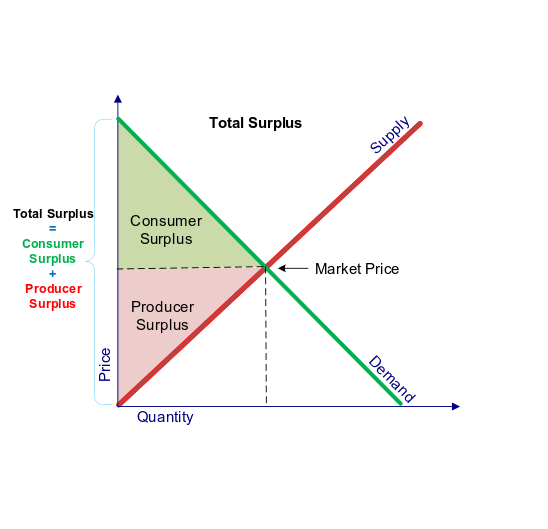 Total Surplus
Supply
Total Surplus
=
Consumer
Surplus
+
Producer
Surplus
Consumer
Surplus
Market Price
Producer
Surplus
Price
Demand
Quantity